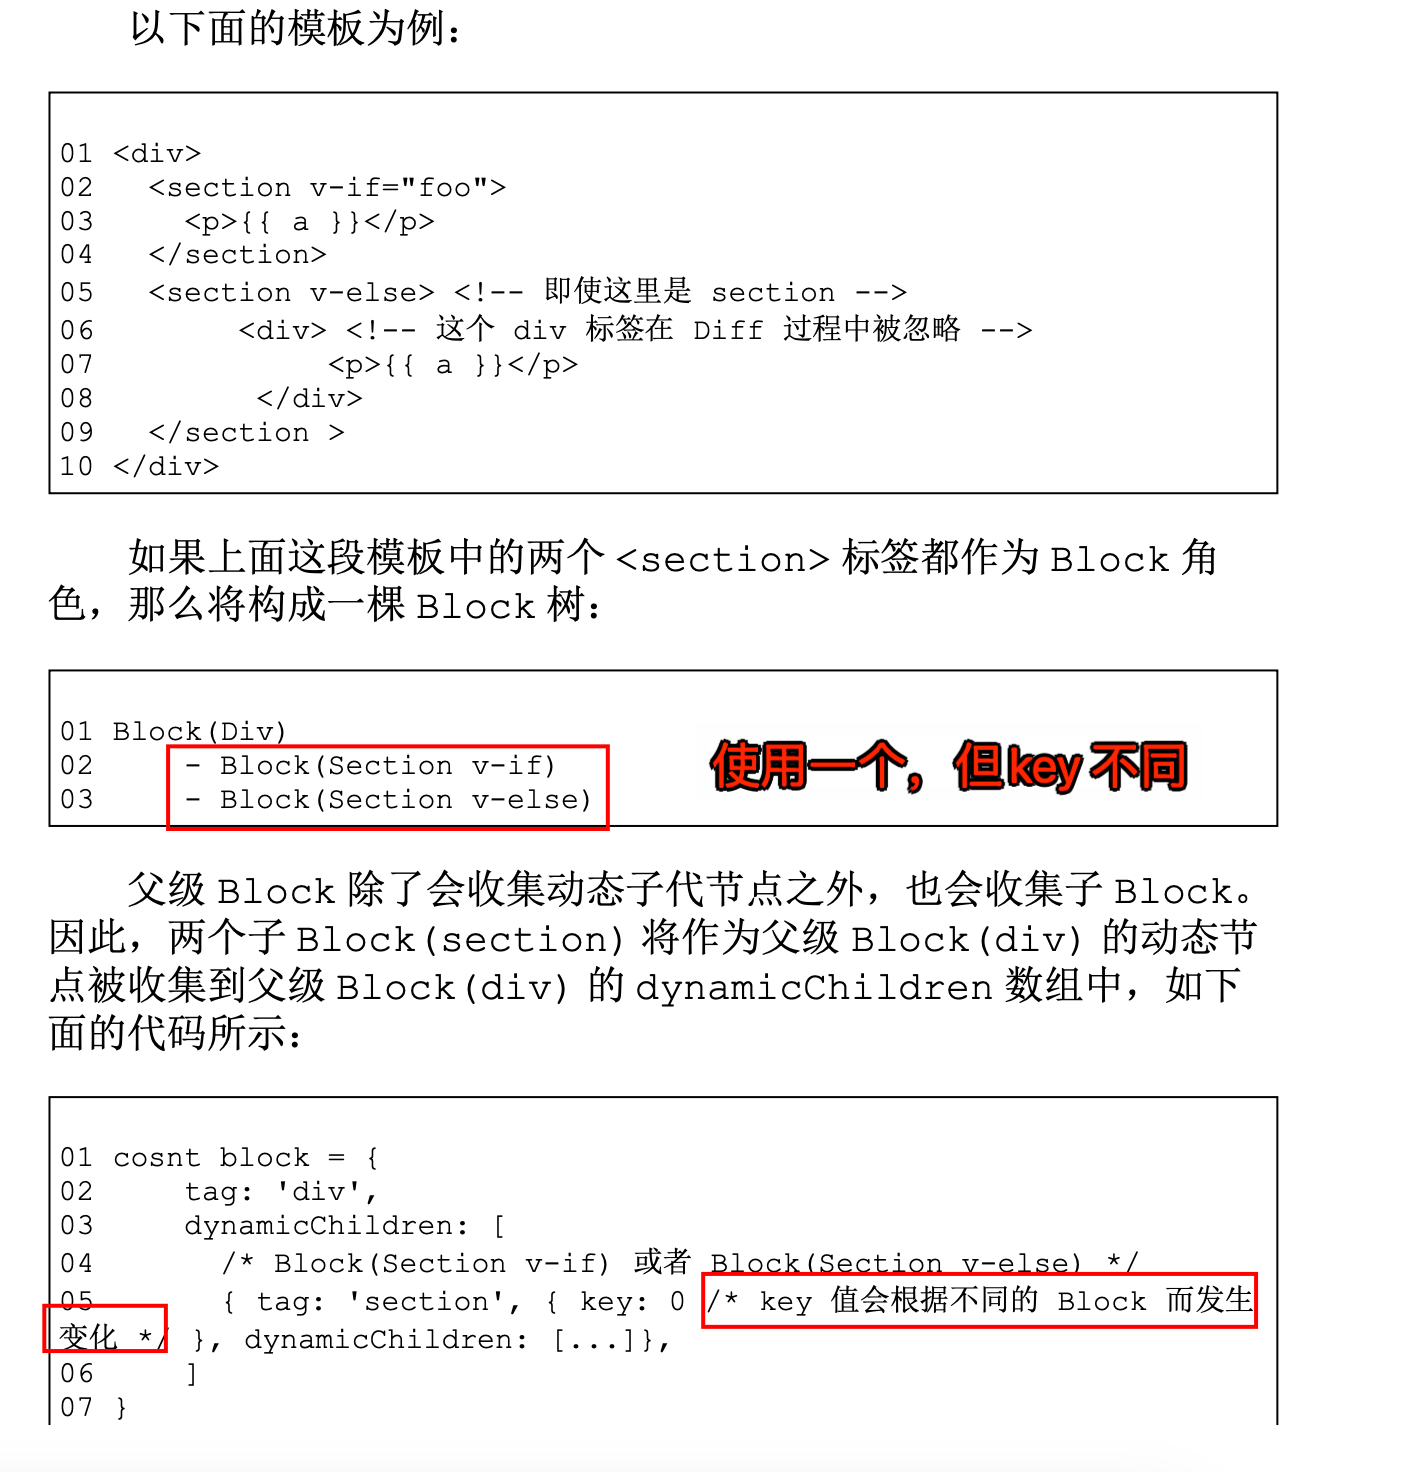 以下面的模板为例：
01 <div>
02   <section v-if="foo">
03     <p>{{ a }}</p>
04   </section>
05   <section v-else> <!-- 即使这里是 section -->
06        <div> <!-- 这个 div 标签在 Diff 过程中被忽略 -->
07             <p>{{ a }}</p>
08         </div>
09   </section >
10 </div>
如果上面这段模板中的两个 <section> 标签都作为 Block 角
色，那么将构成一棵 Block 树：
01 Block(Div)
02     - Block(Section v-if)
使用一个，但key 不同
03     - Block(Section v-else)
父级 Block 除了会收集动态子代节点之外，也会收集子 Block。
因此，两个子 Block(section) 将作为父级 Block(div) 的动态节
点被收集到父级 Block(div) 的 dynamicChildren 数组中，如下
面的代码所示：
01 cosnt block = {
02     tag: 'div',
03     dynamicChildren: [
04       /* Block(Section v-if) 或者 Block(Section v-else) */
05       { tag: 'section', { key: 0 /* key 值会根据不同的 Block 而发生
变化 */ }, dynamicChildren: [...]},
06     ]
07 }